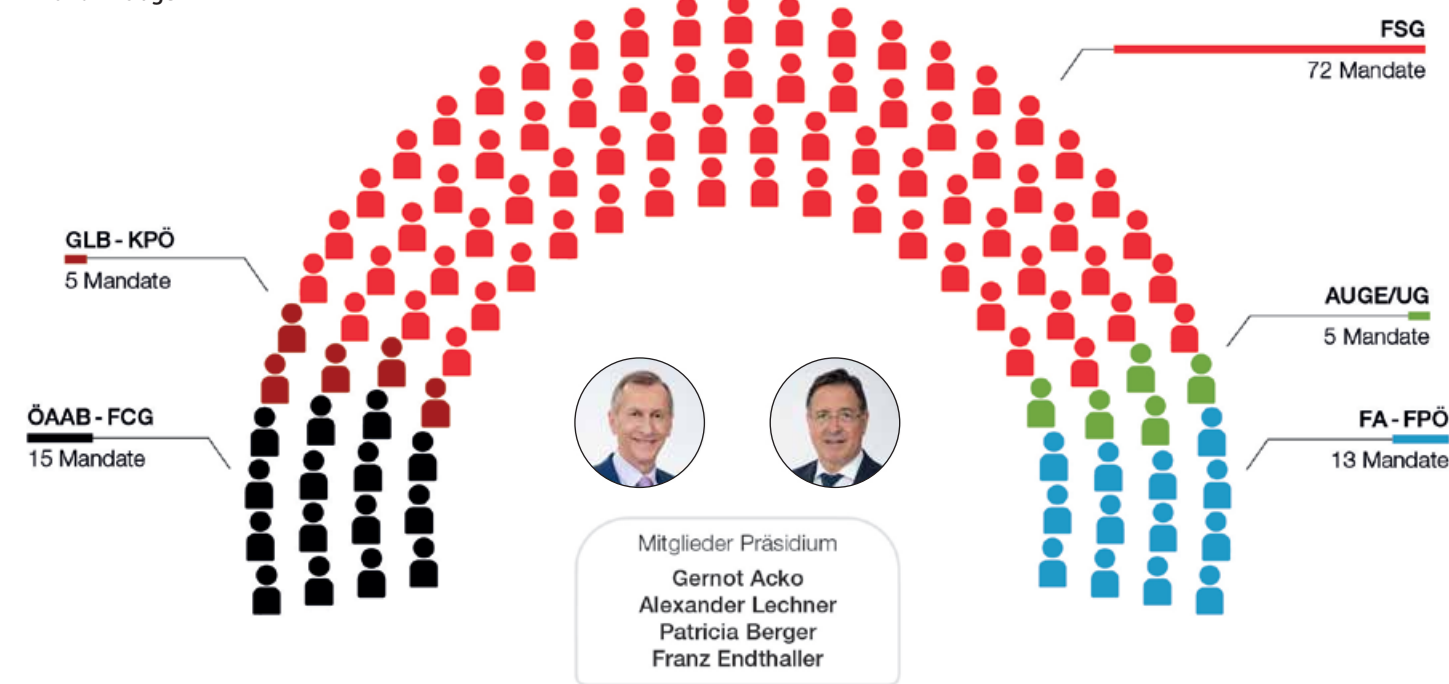 FSG
72 Mandate
GLB - KPÖ
5 Mandate
AUGE/UG
5 Mandate
ÖAAB - FCG
15 Mandate
FA - FPÖ
13 Mandate
Mitglieder Präsidium
Gernot Acko
Alexander Lechner
Patricia Berger
Franz Endthaller